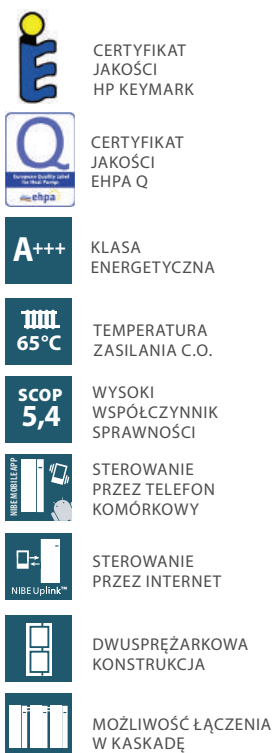 CERTYFIKAT
JAKOŚCI
HP KEYMARK
Q
European Quality Label
for Heat Pump
ehpa
CERTYFIKAT
JAKOŚCI
EHPA Q
A+++
KLASA
ENERGETYCZNA
65°C
TEMPERATURA
ZASILANIA C.O.
SCOP
5,4
WYSOKI
WSPÓŁCZYNNIK
SPRAWNOŚCI
NIBE MOBILE APP
STEROWANIE
PRZEZ TELEFON
KOMÓRKOWY
NIBE Uplink™
STEROWANIE
PRZEZ INTERNET
DWUSPRĘŻARKOWA
KONSTRUKCJA
MOŻLIWOŚĆ ŁĄCZENIA
W KASKADĘ